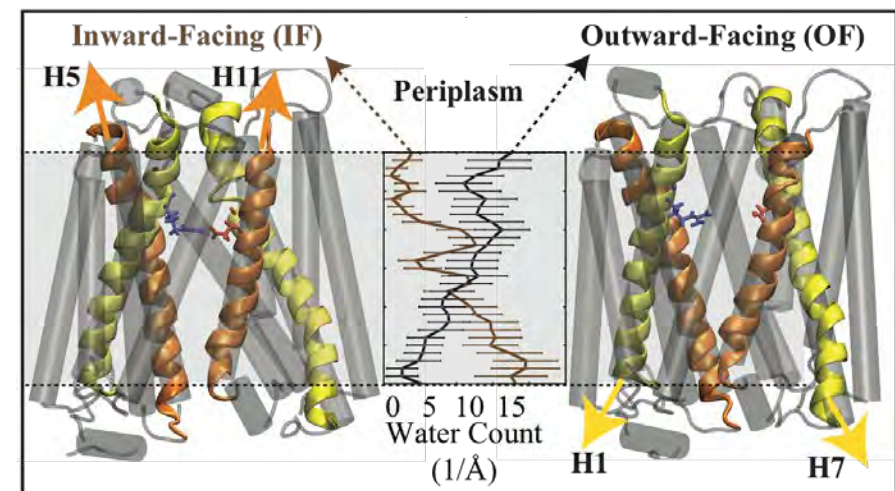 Inward-Facing (IF)
Outward-Facing (OF)
H5
H11
Periplasm
0 5 10 15
Water Count
(1/Å)
H1
H7